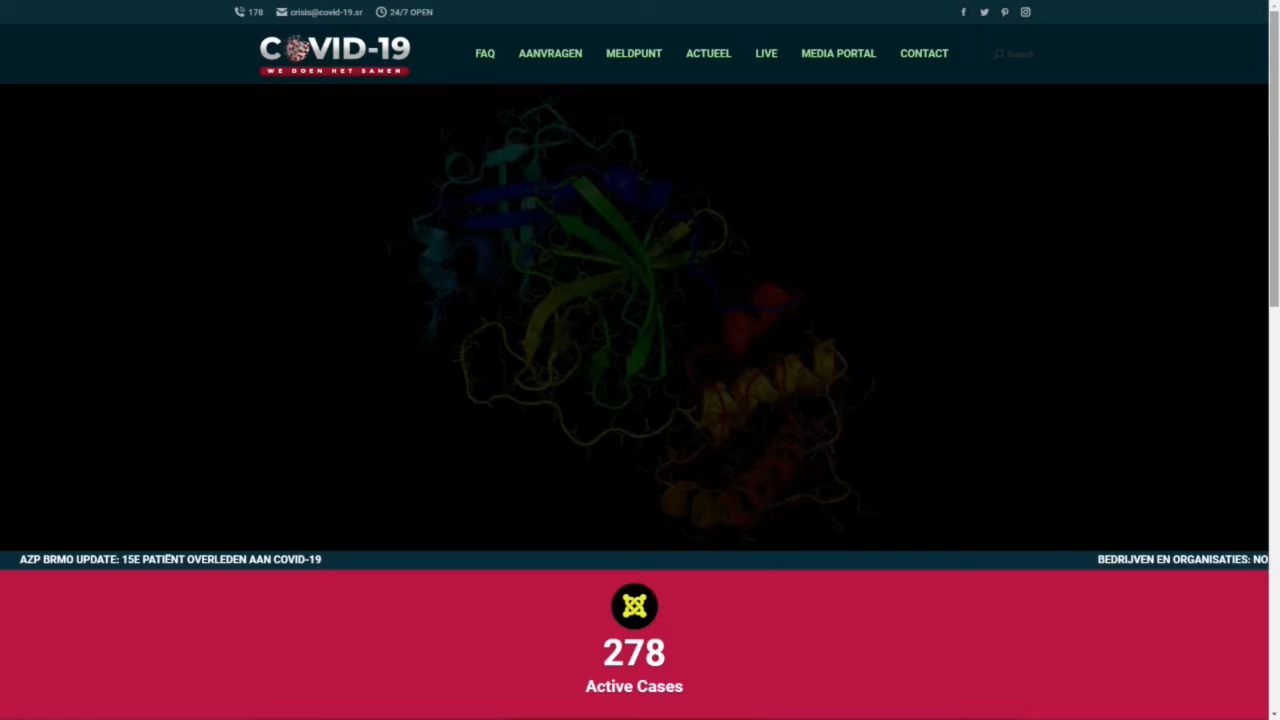 178 crisis@covid-19.sr 24/7 OPEN
COVID-19
WE DOEN HET SAMEN
FAQ AANVRAGEN MELDPUNT ACTUEEL LIVE MEDIA PORTAL CONTACT Search
AZP BRMO UPDATE: 15E PATIËNT OVERLEDEN AAN COVID-19 BEDRIJVEN EN ORGANISATIES: NO
278
Active Cases